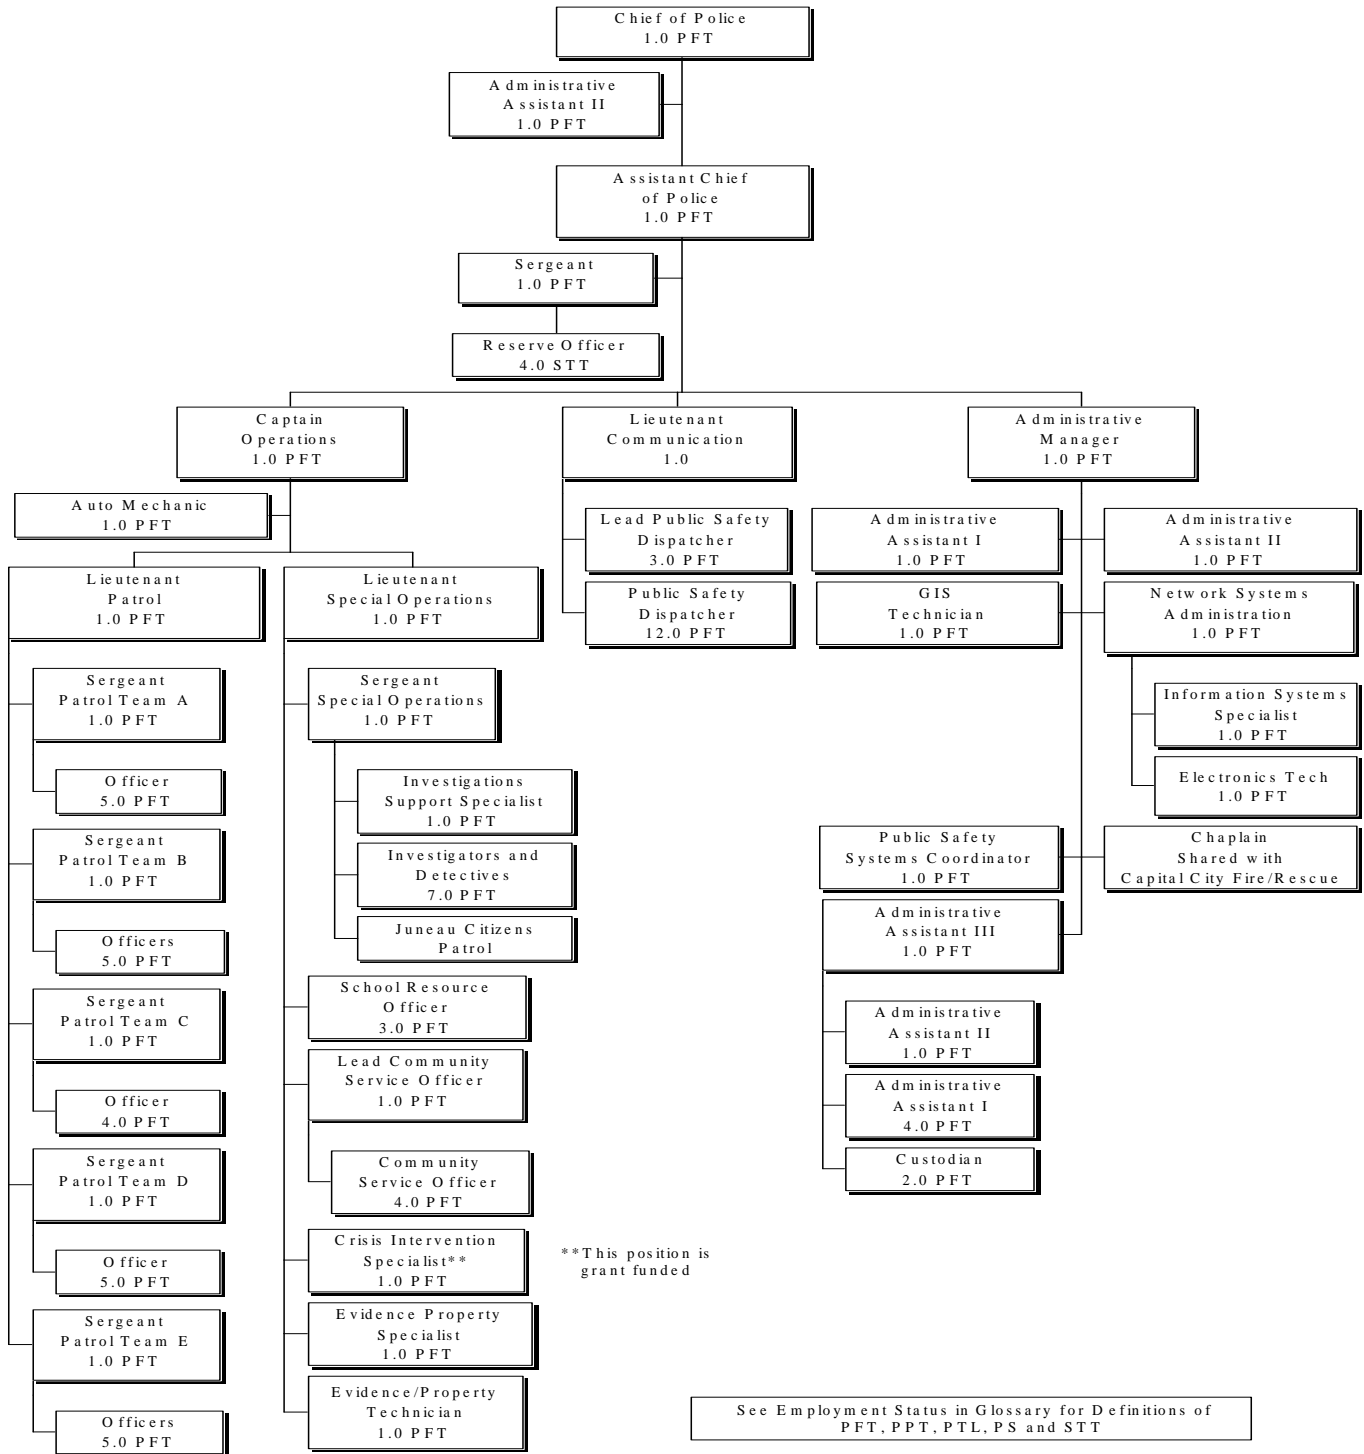 Chief of Police
1.0 PFT
Administrative
Assistant II
1.0 PFT
Assistant Chief
of Police
1.0 PFT
Sergeant
1.0 PFT
Reserve Officer
4.0 STT
Captain
Operations
1.0 PFT
Auto Mechanic
1.0 PFT
Lieutenant
Patrol
1.0 PFT
Sergeant
Patrol Team A
1.0 PFT
Officer
5.0 PFT
Sergeant
Patrol Team B
1.0 PFT
Officers
5.0 PFT
Sergeant
Patrol Team C
1.0 PFT
Officer
4.0 PFT
Sergeant
Patrol Team D
1.0 PFT
Officer
5.0 PFT
Sergeant
Patrol Team E
1.0 PFT
Officers
5.0 PFT
Lieutenant
Special Operations
1.0 PFT
Sergeant
Special Operations
1.0 PFT
Investigations
Support Specialist
1.0 PFT
Investigators and
Detectives
7.0 PFT
Juneau Citizens
Patrol
School Resource
Officer
3.0 PFT
Lead Community
Service Officer
1.0 PFT
Community
Service Officer
4.0 PFT
Crisis Intervention
Specialist**
1.0 PFT
**This position is
grant funded
Evidence Property
Specialist
1.0 PFT
Evidence/Property
Technician
1.0 PFT
Lieutenant
Communication
1.0
Lead Public Safety
Dispatcher
3.0 PFT
Public Safety
Dispatcher
12.0 PFT
Administrative
Manager
1.0 PFT
Administrative
Assistant I
1.0 PFT
Administrative
Assistant II
1.0 PFT
GIS
Technician
1.0 PFT
Network Systems
Administration
1.0 PFT
Information Systems
Specialist
1.0 PFT
Electronics Tech
1.0 PFT
Public Safety
Systems Coordinator
1.0 PFT
Chaplain
Shared with
Capital City Fire/Rescue
Administrative
Assistant III
1.0 PFT
Administrative
Assistant II
1.0 PFT
Administrative
Assistant I
4.0 PFT
Custodian
2.0 PFT
See Employment Status in Glossary for Definitions of
PFT, PPT, PTL, PS and STT